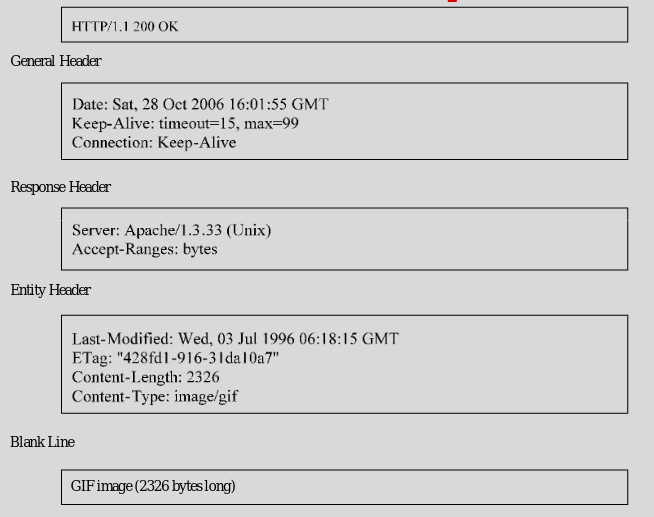 HTTP/1.1 200 OK
General Header
Date: Sat, 28 Oct 2006 16:01:55 GMT
Keep-Alive: timeout=15, max=99
Connection: Keep-Alive
Response Header
Server: Apache/1.3.33 (Unix)
Accept-Ranges: bytes
Entity Header
Last-Modified: Wed, 03 Jul 1996 06:18:15 GMT
ETag: "428fd1-916-31da10a7"
Content-Length: 2326
Content-Type: image/gif
Blank Line
GIF image (2326 bytes long)